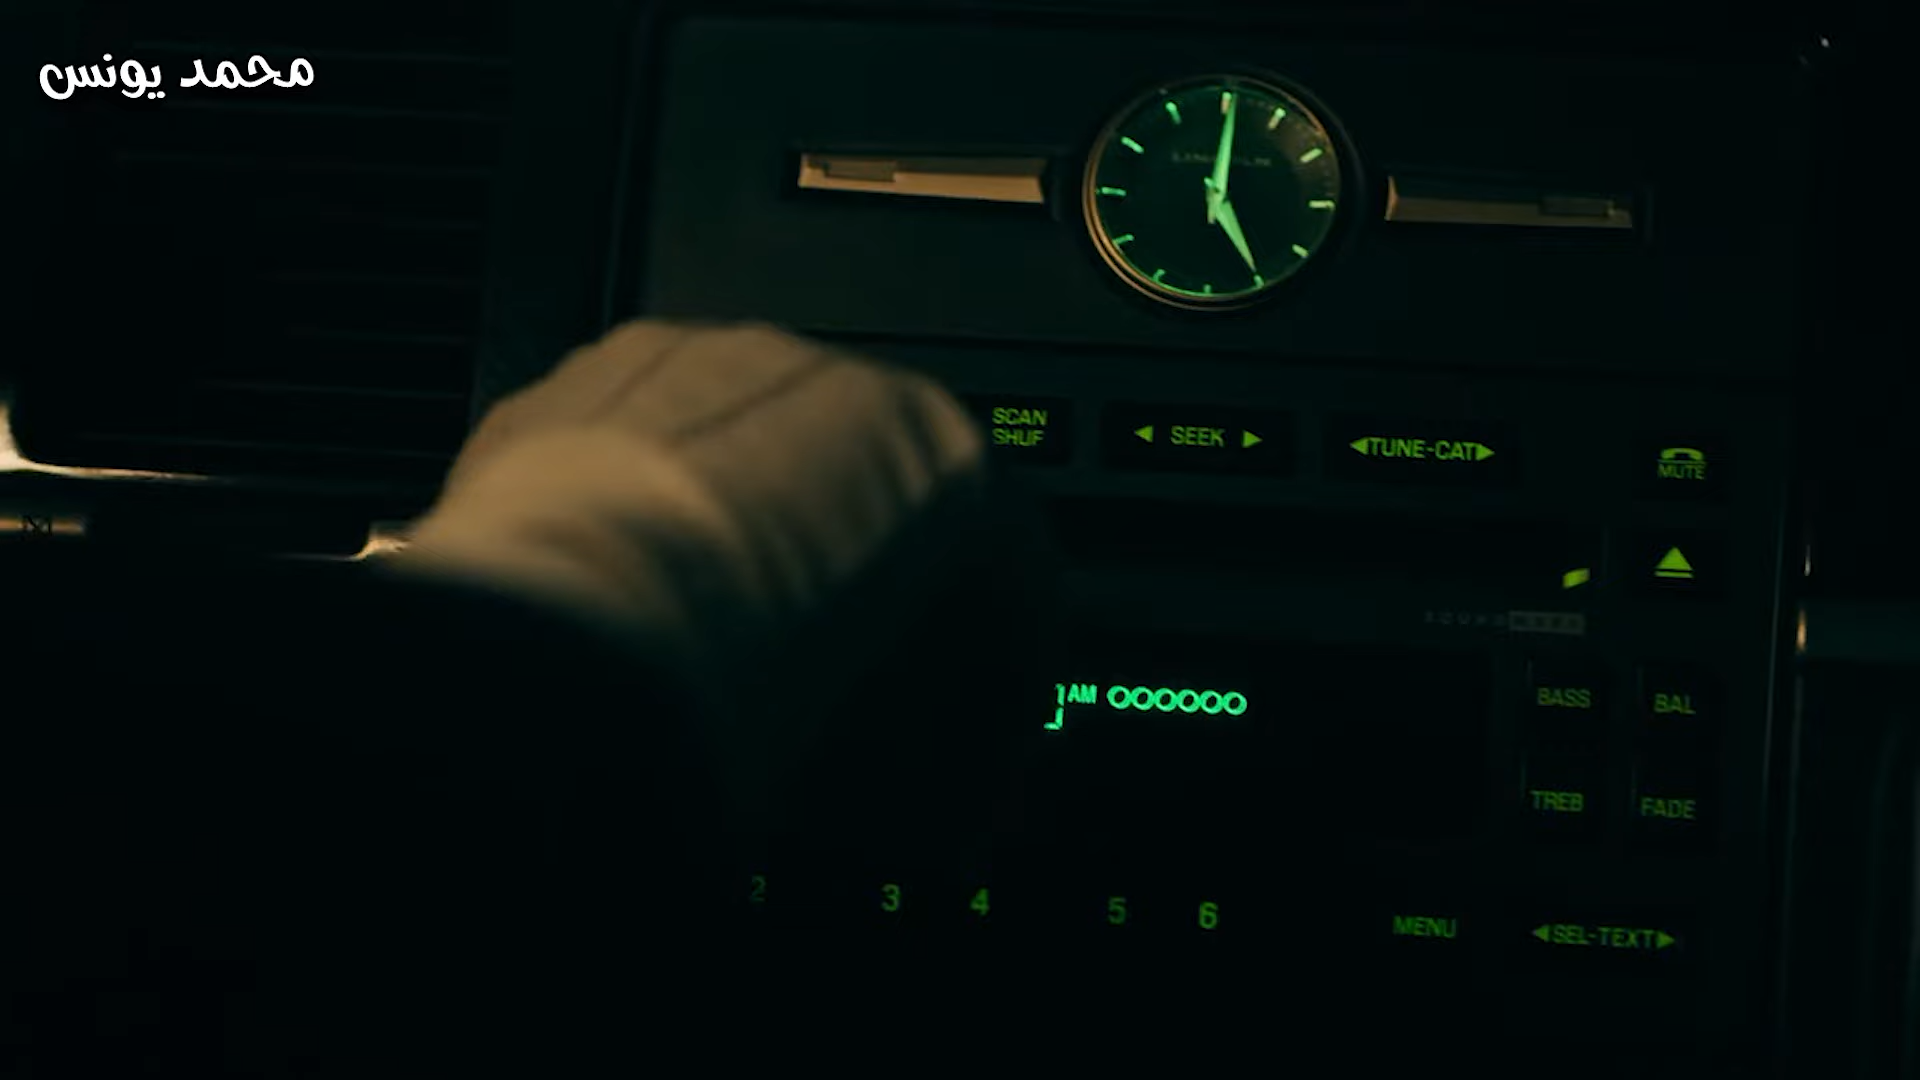 محمد يونس
SCAN
SHUF
◄ SEEK ►
◄TUNE-CAT►
MUTE
AM OOOOOO
BASS
BAL
TREB
FADE
2 3 4 5 6
MENU
◄SEL-TEXT►